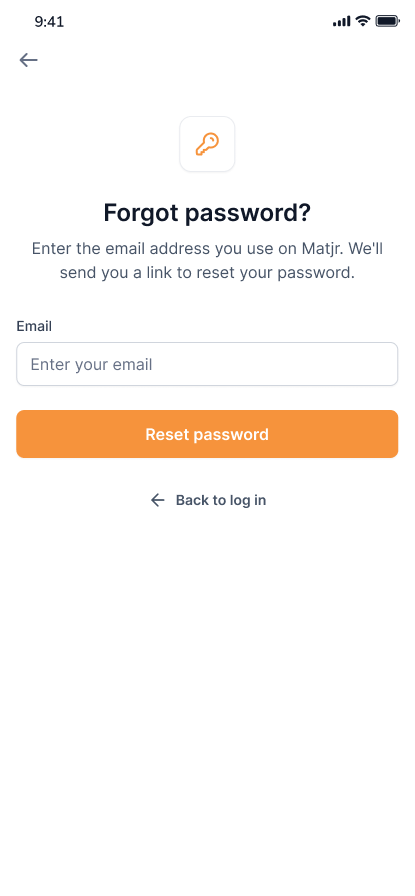 9:41
Forgot password?
Enter the email address you use on Matjr. We'll
send you a link to reset your password.
Email
Enter your email
Reset password
Back to log in